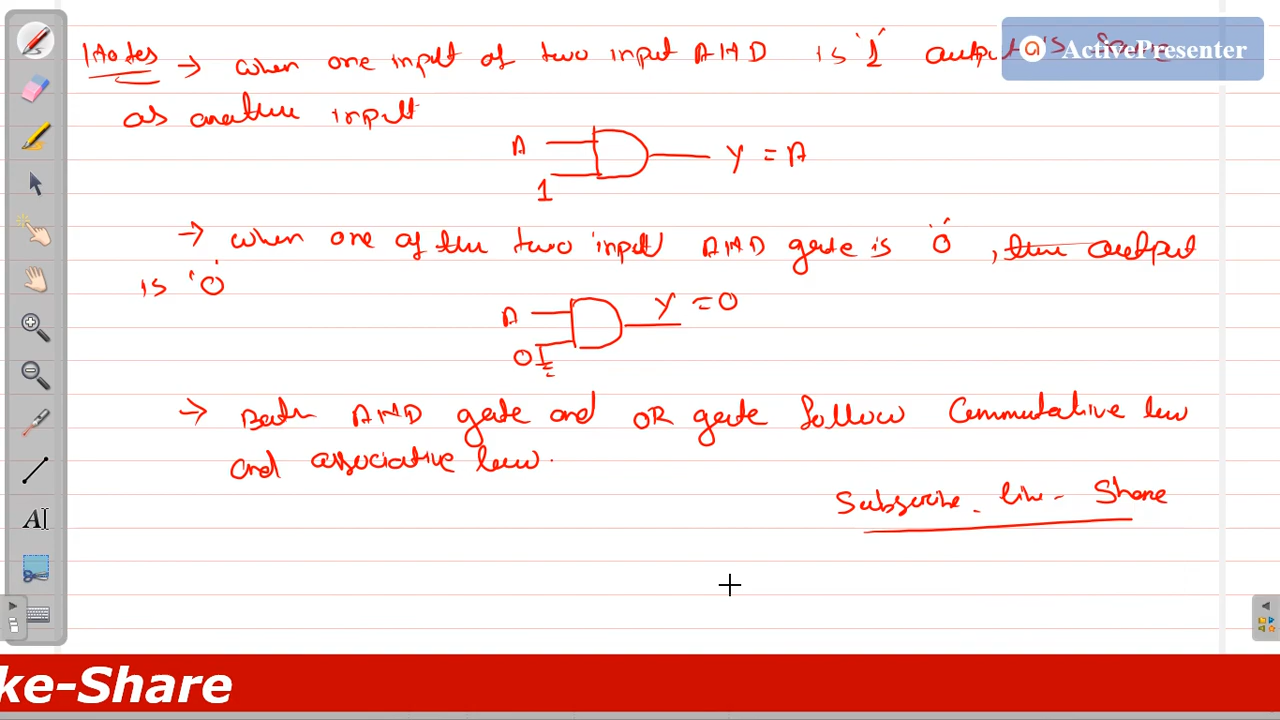 Notes → when one input of two input AND is '1' output is same
ActivePresenter
as another input
A
1
Y = A
→ when one of the two input AND gate is '0', then output
is '0'
A
0
Y = 0
→ Both AND gate and OR gate follow Commutative law
and associative law.
Subscribe - like - Share
A
ke-Share